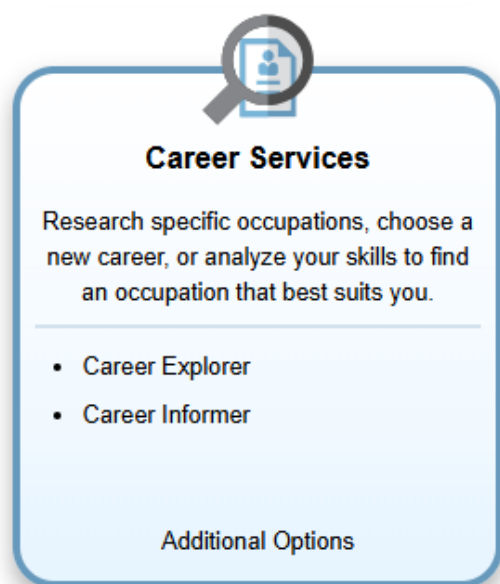 Career Services
Research specific occupations, choose a
new career, or analyze your skills to find
an occupation that best suits you.
• Career Explorer
• Career Informer
Additional Options